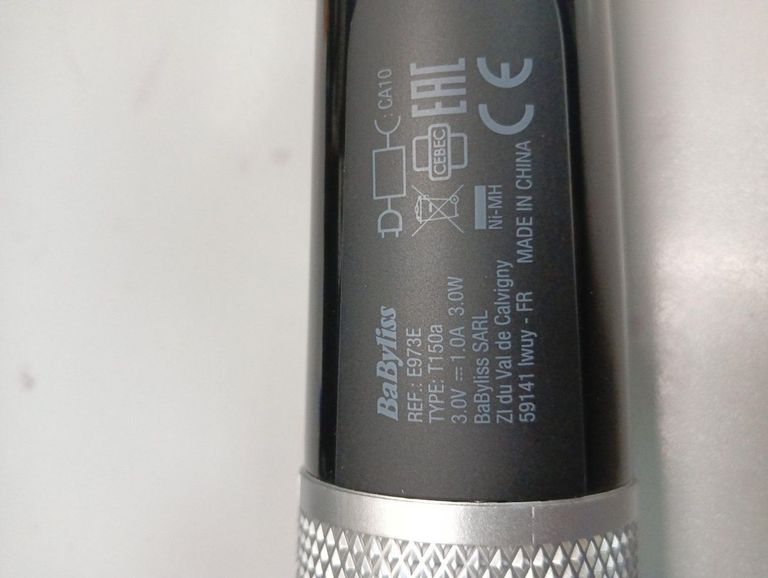 BaByliss
REF.: E973E
TYPE: T150a
3.0V ⎓ 1.0A 3.0W
BaByliss SARL
ZI du Val de Calvigny
59141 Iwuy - FR MADE IN CHINA
: CA10
CEBEC
EAC
Ni-MH
CE